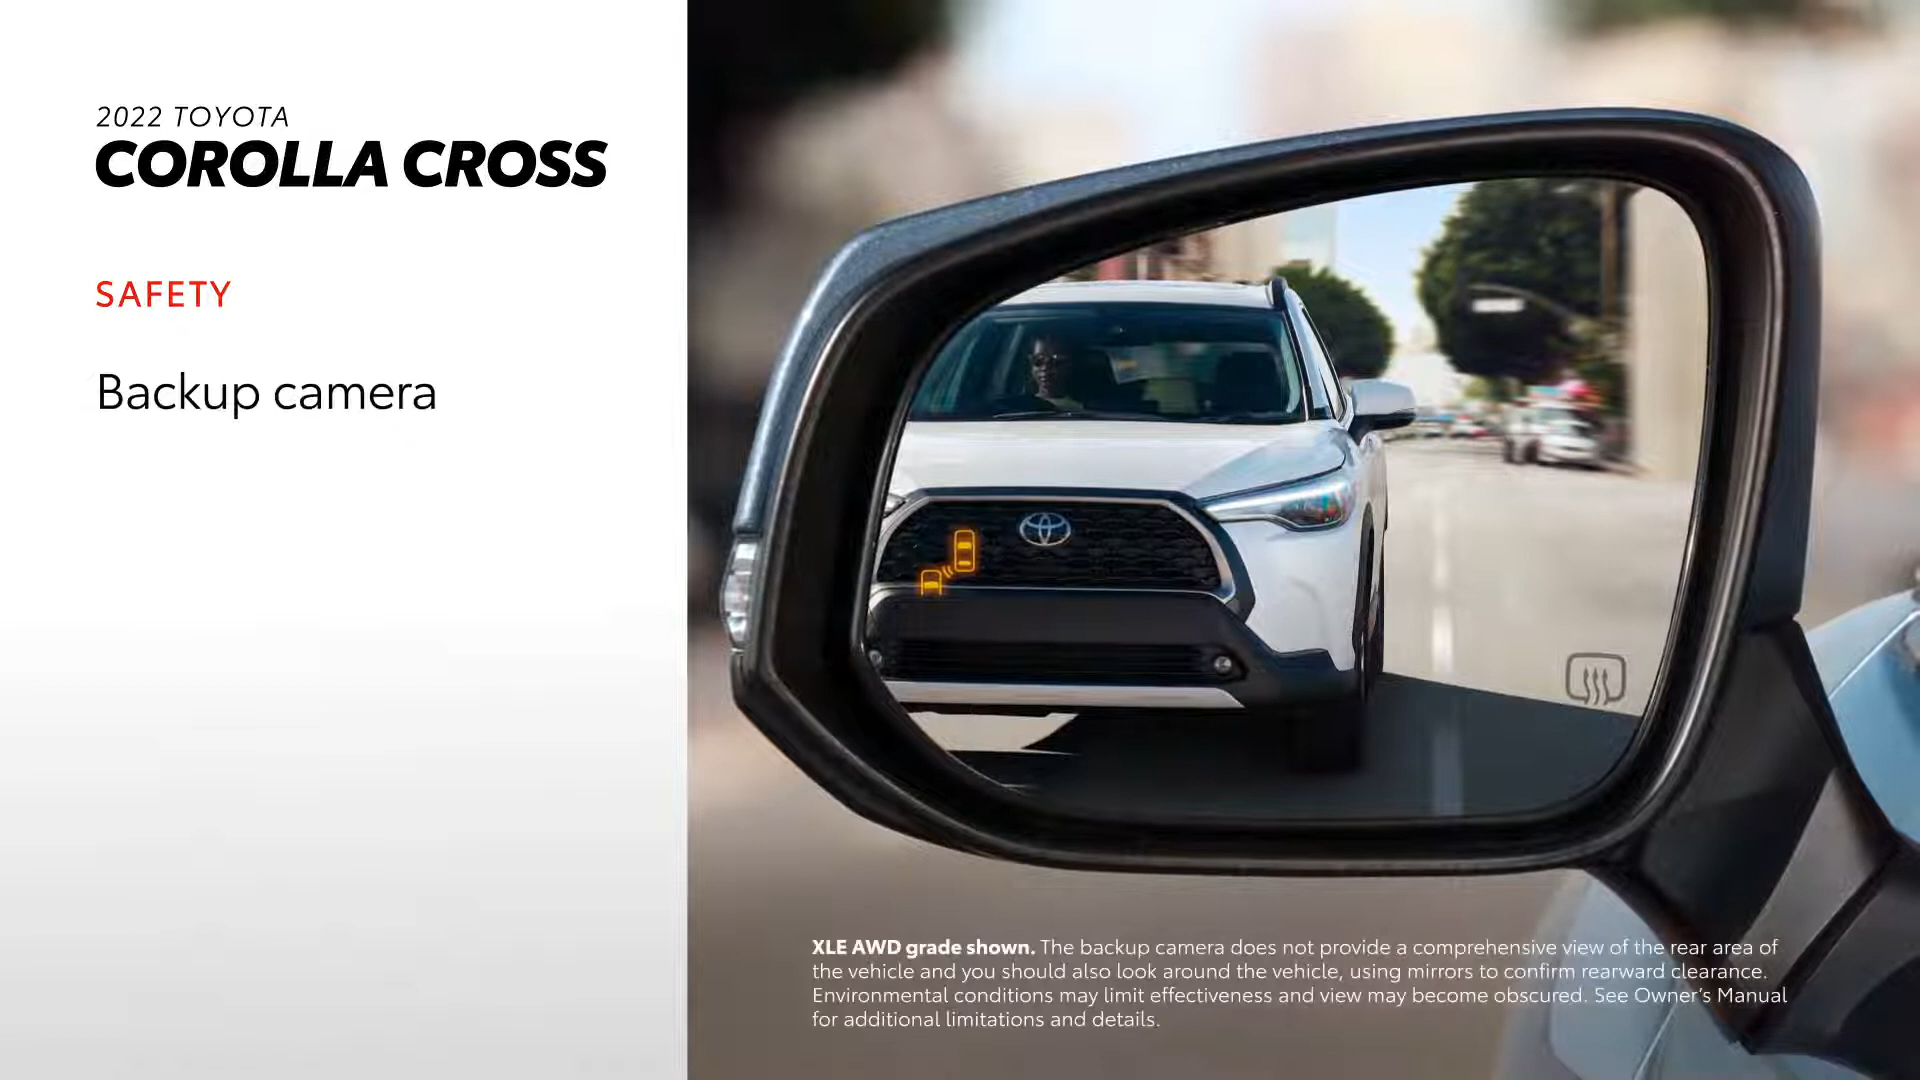 2022 TOYOTA
COROLLA CROSS
SAFETY
Backup camera
XLE AWD grade shown. The backup camera does not provide a comprehensive view of the rear area of
the vehicle and you should also look around the vehicle, using mirrors to confirm rearward clearance.
Environmental conditions may limit effectiveness and view may become obscured. See Owner's Manual
for additional limitations and details.